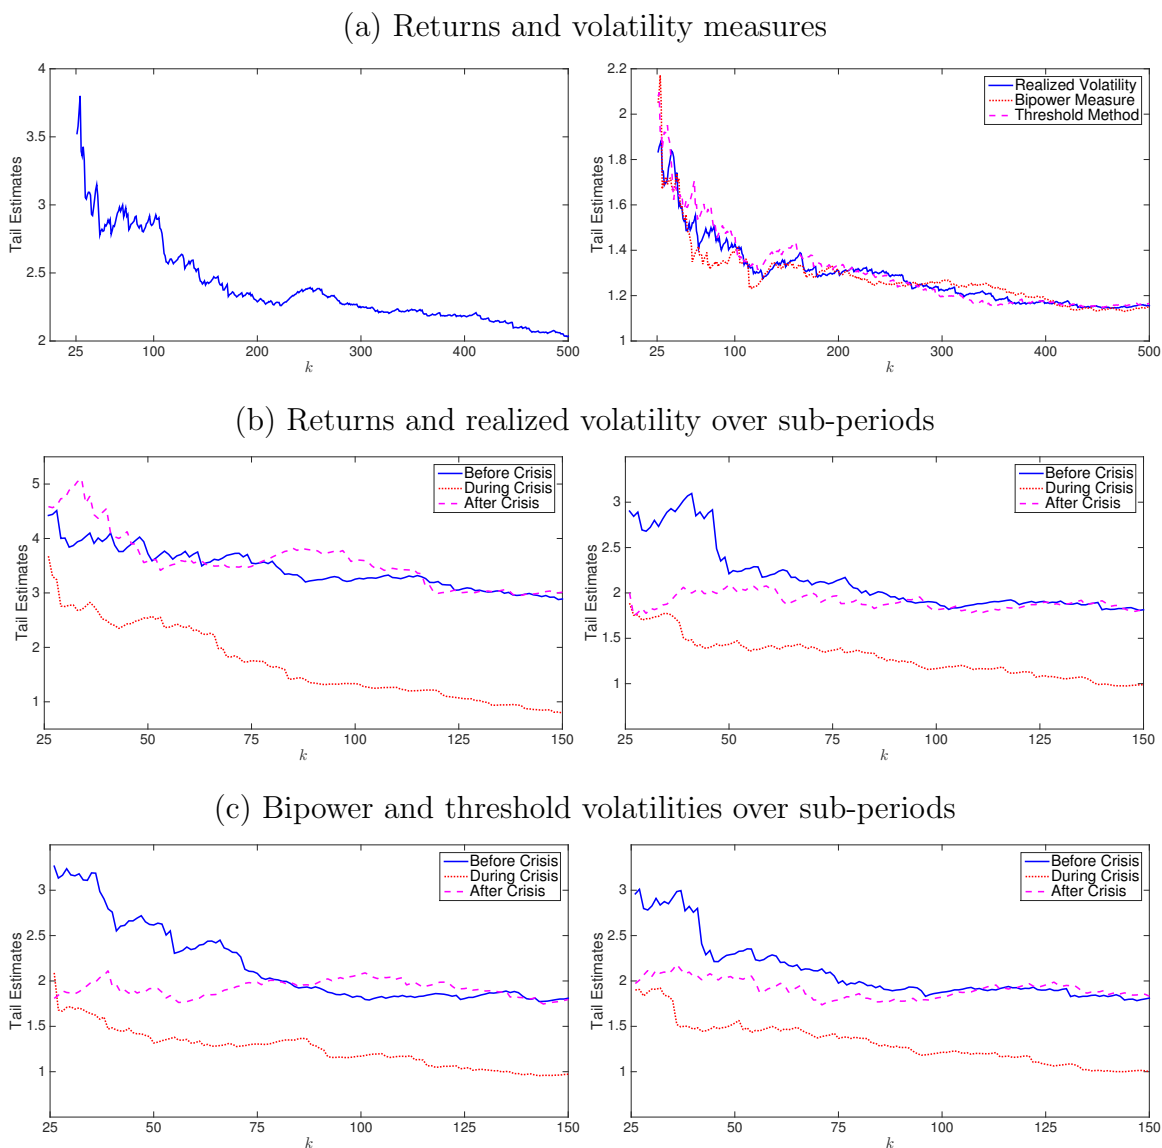 (a) Returns and volatility measures
4
3.5
3
2.5
2
Tail Estimates
25 100 200 300 400 500
k
2.2
2
1.8
1.6
1.4
1.2
1
Tail Estimates
25 100 200 300 400 500
k
Realized Volatility
Bipower Measure
Threshold Method
(b) Returns and realized volatility over sub-periods
5
4
3
2
1
Tail Estimates
25 50 75 100 125 150
k
Before Crisis
During Crisis
After Crisis
3
2.5
2
1.5
1
Tail Estimates
25 50 75 100 125 150
k
Before Crisis
During Crisis
After Crisis
(c) Bipower and threshold volatilities over sub-periods
3
2.5
2
1.5
1
Tail Estimates
25 50 75 100 125 150
k
Before Crisis
During Crisis
After Crisis
3
2.5
2
1.5
1
Tail Estimates
25 50 75 100 125 150
k
Before Crisis
During Crisis
After Crisis